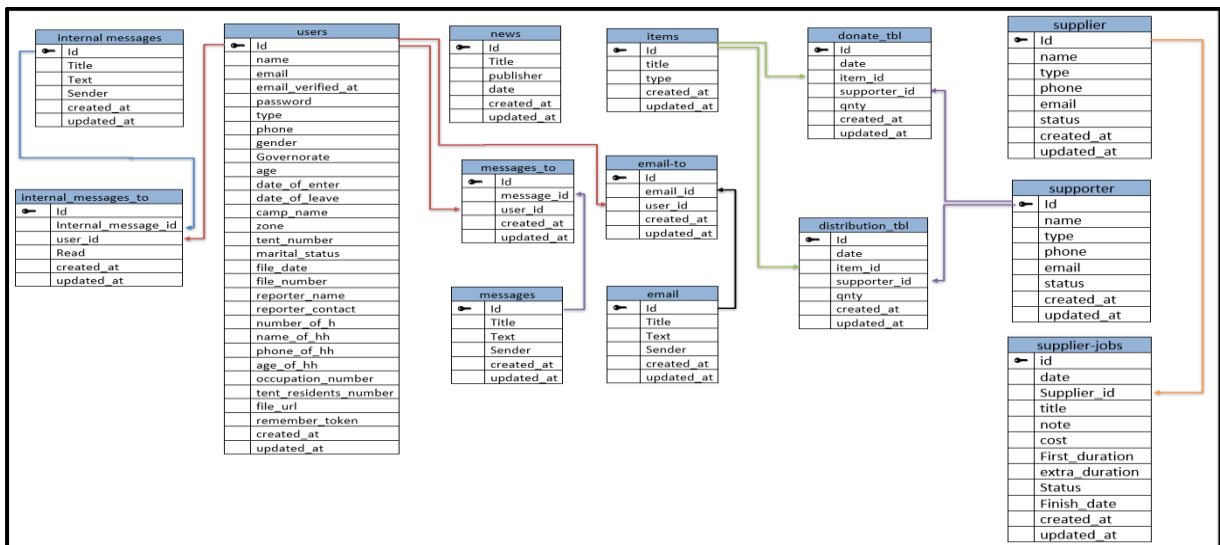 internal messages
Id
Title
Text
Sender
created_at
updated_at
internal_messages_to
Id
Internal_message_id
user_id
Read
created_at
updated_at
users
Id
name
email
email_verified_at
password
type
phone
gender
Governorate
age
date_of_enter
date_of_leave
camp_name
zone
tent_number
marital_status
file_date
file_number
reporter_name
reporter_contact
number_of_h
name_of_hh
phone_of_hh
age_of_hh
occupation_number
tent_residents_number
file_url
remember_token
created_at
updated_at
news
Id
Title
publisher
date
created_at
updated_at
messages_to
Id
message_id
user_id
created_at
updated_at
messages
Id
Title
Text
Sender
created_at
updated_at
items
Id
title
type
created_at
updated_at
email-to
Id
email_id
user_id
created_at
updated_at
email
Id
Title
Text
Sender
created_at
updated_at
donate_tbl
Id
date
item_id
supporter_id
qnty
created_at
updated_at
distribution_tbl
Id
date
item_id
supporter_id
qnty
created_at
updated_at
supplier
Id
name
type
phone
email
status
created_at
updated_at
supporter
Id
name
type
phone
email
status
created_at
updated_at
supplier-jobs
id
date
Supplier_id
title
note
cost
First_duration
extra_duration
Status
Finish_date
created_at
updated_at